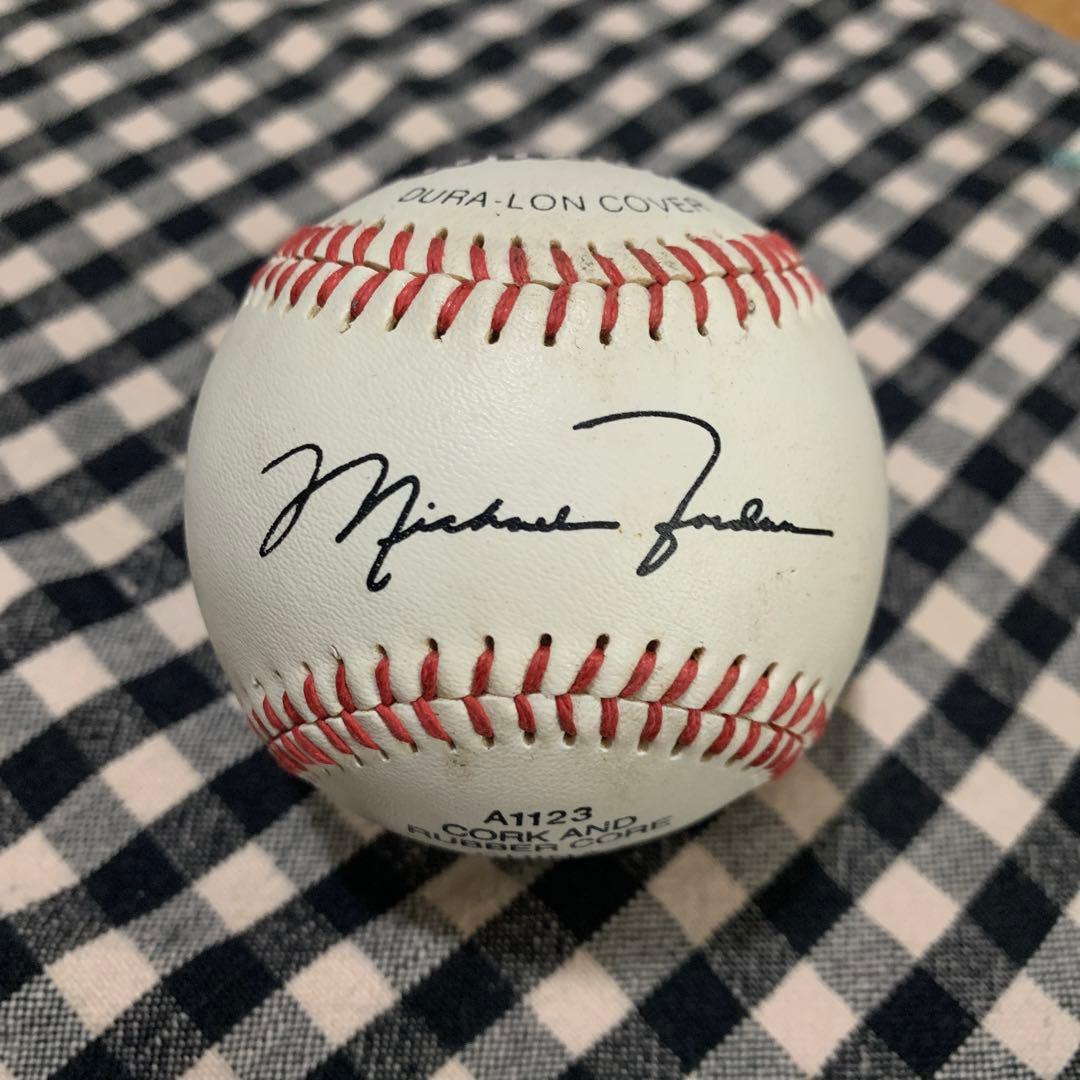 DURA-LON COVER
Michael Jordan
A1123
CORK AND
RUBBER CORE